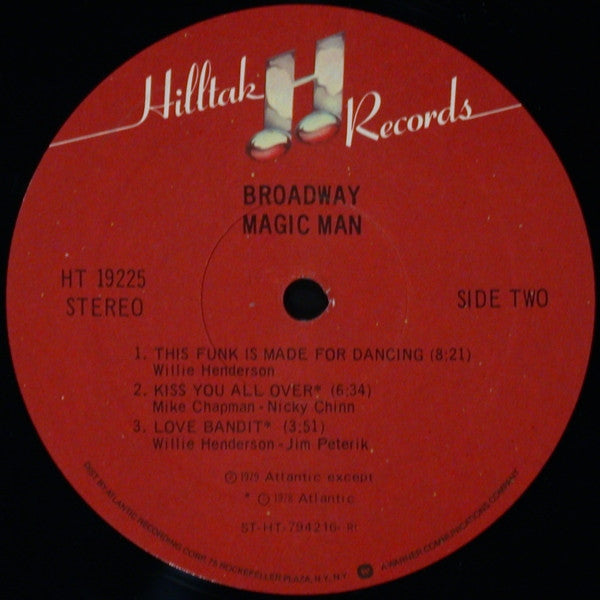 Hilltak Records
BROADWAY
MAGIC MAN
HT 19225
STEREO
SIDE TWO
1. THIS FUNK IS MADE FOR DANCING (8:21)
Willie Henderson
2. KISS YOU ALL OVER* (6:34)
Mike Chapman - Nicky Chinn
3. LOVE BANDIT* (3:51)
Willie Henderson - Jim Peterik
Ⓟ 1979 Atlantic except
* Ⓟ 1978 Atlantic
ST-HT-794216-
DIST. BY ATLANTIC RECORDING CORP. 75 ROCKEFELLER PLAZA, N.Y., N.Y.
A WARNER COMMUNICATIONS COMPANY